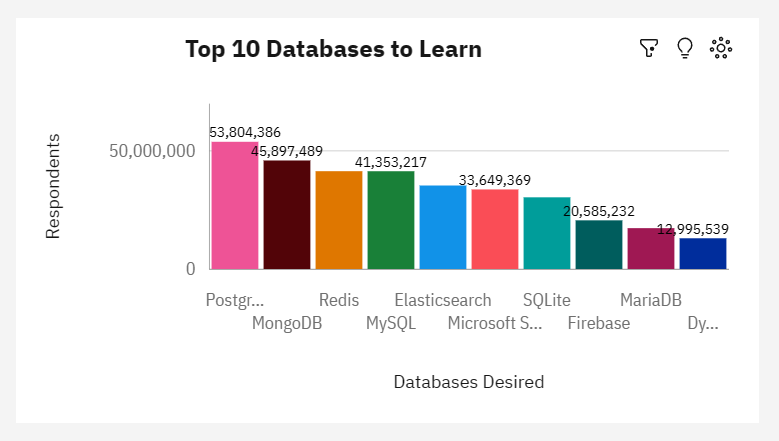 Top 10 Databases to Learn
Respondents
50,000,000
0
53,804,386
45,897,489
41,353,217
33,649,369
20,585,232
12,995,539
Postgr...
MongoDB
Redis
MySQL
Elasticsearch
Microsoft S...
SQLite
Firebase
MariaDB
Dy...
Databases Desired